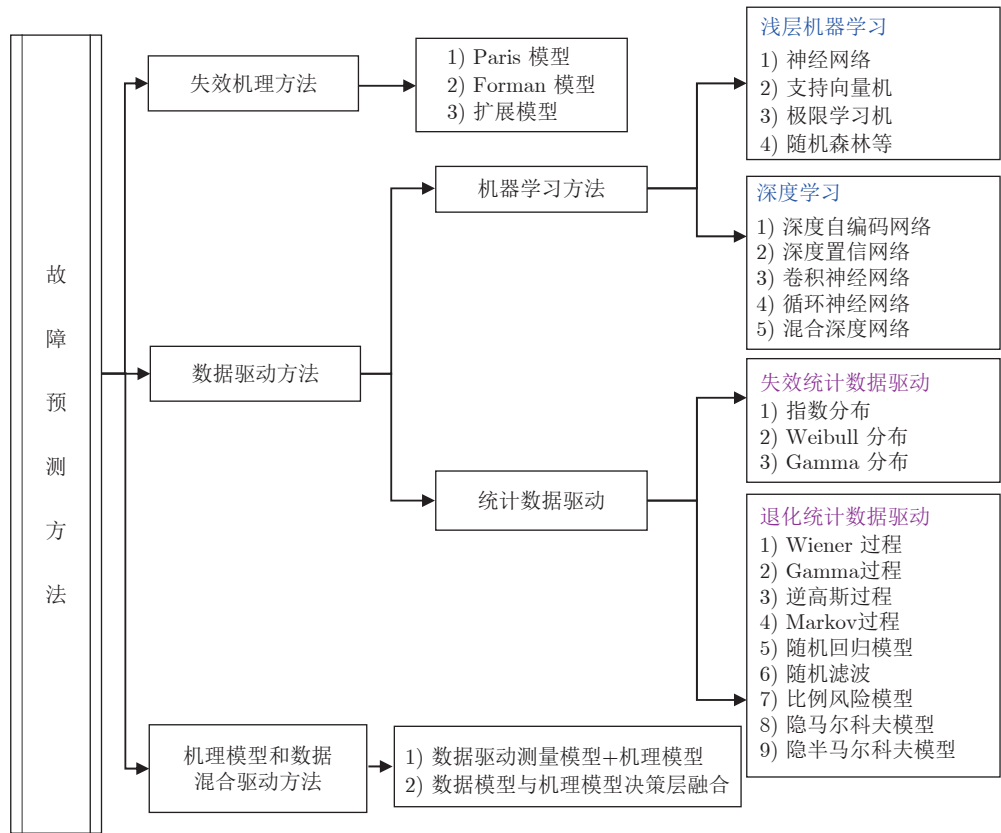 故
障
预
测
方
法
失效机理方法
1) Paris 模型
2) Forman 模型
3) 扩展模型
数据驱动方法
机器学习方法
浅层机器学习
1) 神经网络
2) 支持向量机
3) 极限学习机
4) 随机森林等
深度学习
1) 深度自编码网络
2) 深度置信网络
3) 卷积神经网络
4) 循环神经网络
5) 混合深度网络
统计数据驱动
失效统计数据驱动
1) 指数分布
2) Weibull 分布
3) Gamma 分布
退化统计数据驱动
1) Wiener 过程
2) Gamma过程
3) 逆高斯过程
4) Markov过程
5) 随机回归模型
6) 随机滤波
7) 比例风险模型
8) 隐马尔科夫模型
9) 隐半马尔科夫模型
机理模型和数据
混合驱动方法
1) 数据驱动测量模型+机理模型
2) 数据模型与机理模型决策层融合